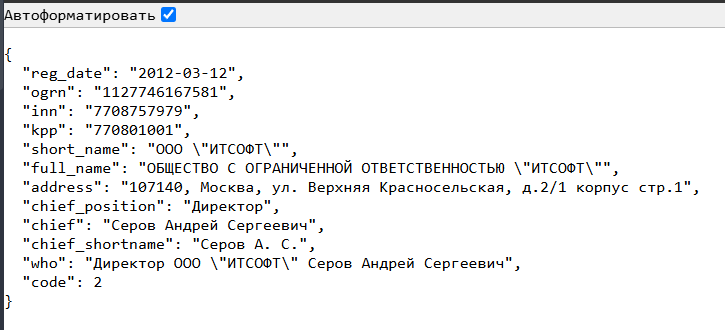 Автоформатировать
{
  "reg_date": "2012-03-12",
  "ogrn": "1127746167581",
  "inn": "7708757979",
  "kpp": "770801001",
  "short_name": "ООО \"ИТСОФТ\"",
  "full_name": "ОБЩЕСТВО С ОГРАНИЧЕННОЙ ОТВЕТСТВЕННОСТЬЮ \"ИТСОФТ\"",
  "address": "107140, Москва, ул. Верхняя Красносельская, д.2/1 корпус стр.1",
  "chief_position": "Директор",
  "chief": "Серов Андрей Сергеевич",
  "chief_shortname": "Серов А. С.",
  "who": "Директор ООО \"ИТСОФТ\" Серов Андрей Сергеевич",
  "code": 2
}